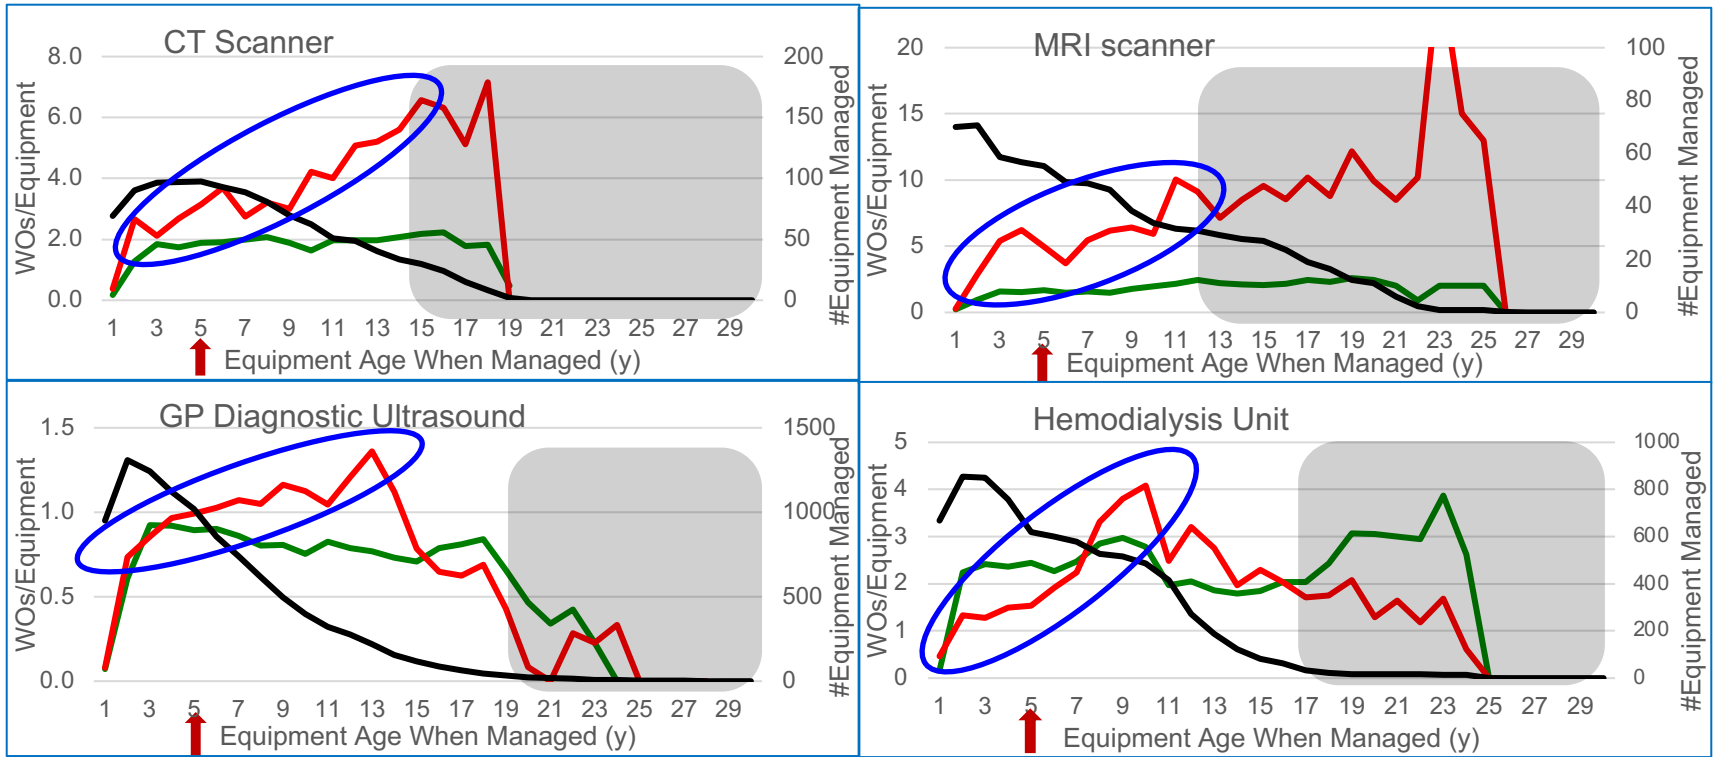 CT Scanner
8.0
6.0
4.0
2.0
0.0
WOs/Equipment
200
150
100
50
0
#Equipment Managed
1 3 5 7 9 11 13 15 17 19 21 23 25 27 29
Equipment Age When Managed (y)
MRI scanner
20
15
10
5
0
WOs/Equipment
100
80
60
40
20
0
#Equipment Managed
1 3 5 7 9 11 13 15 17 19 21 23 25 27 29
Equipment Age When Managed (y)
GP Diagnostic Ultrasound
1.5
1.0
0.5
0.0
WOs/Equipment
1500
1000
500
0
#Equipment Managed
1 3 5 7 9 11 13 15 17 19 21 23 25 27 29
Equipment Age When Managed (y)
Hemodialysis Unit
5
4
3
2
1
0
WOs/Equipment
1000
800
600
400
200
0
#Equipment Managed
1 3 5 7 9 11 13 15 17 19 21 23 25 27 29
Equipment Age When Managed (y)